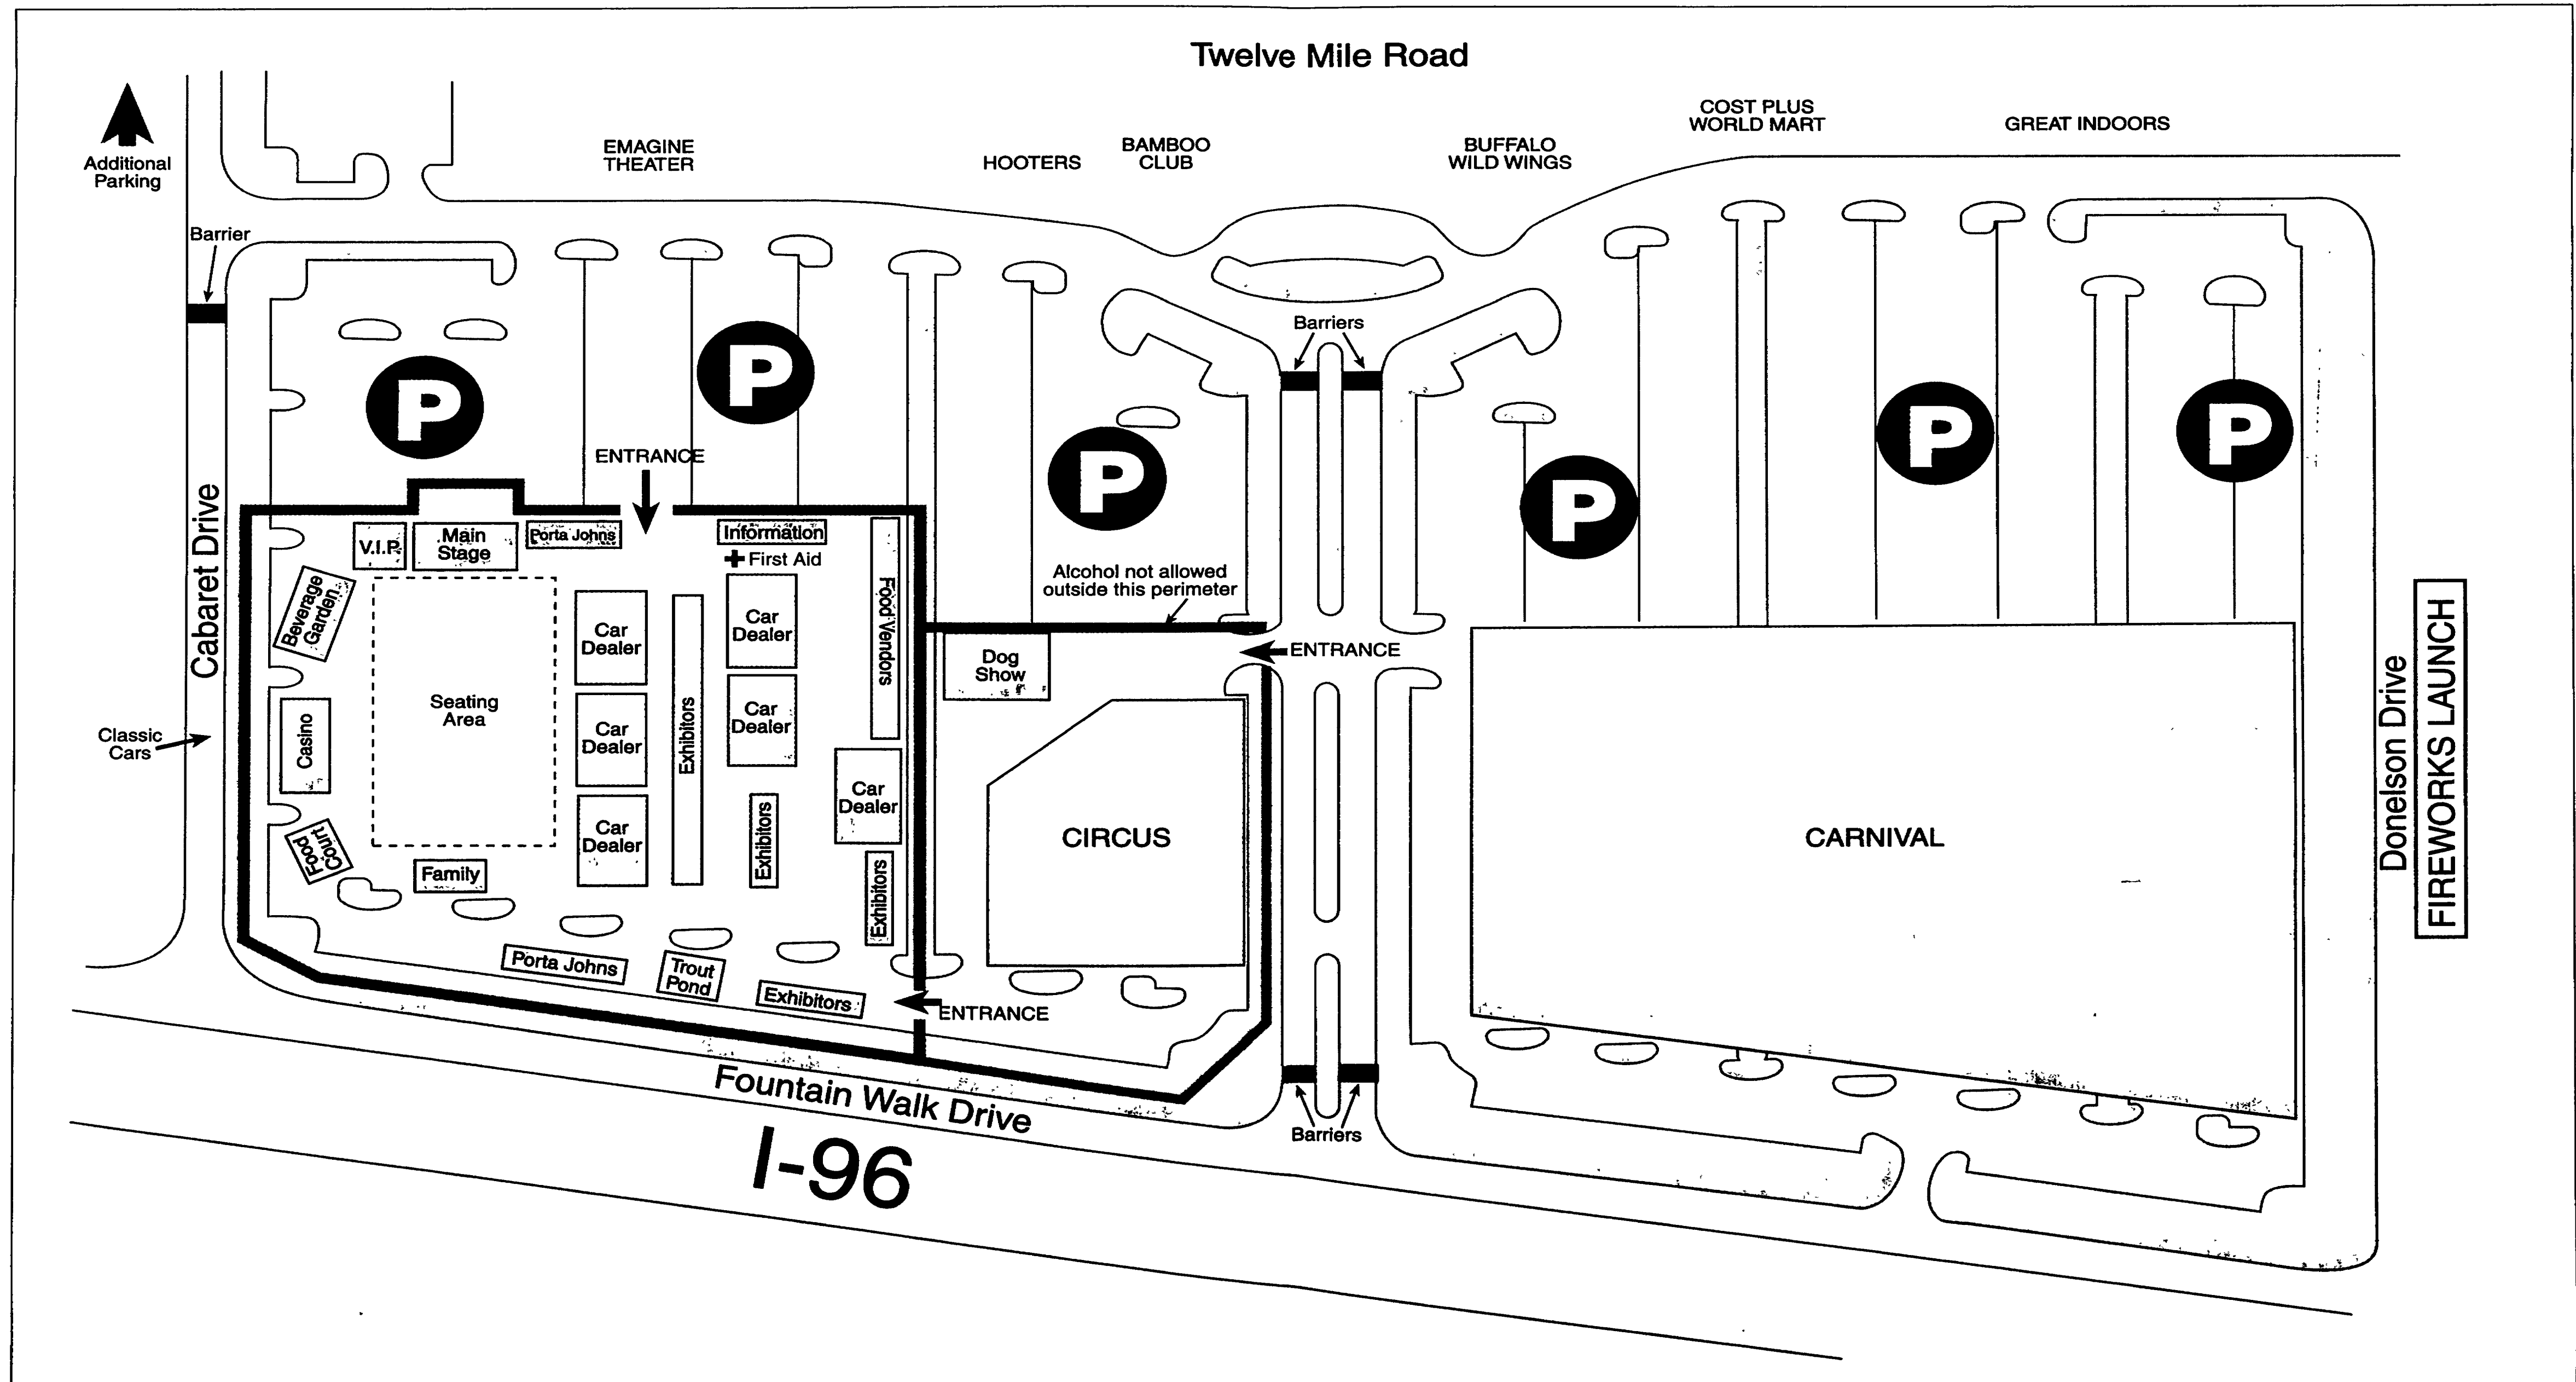 Twelve Mile Road
Additional
Parking
EMAGINE
THEATER
HOOTERS
BAMBOO
CLUB
BUFFALO
WILD WINGS
COST PLUS
WORLD MART
GREAT INDOORS
Barrier
Barriers
P
P
P
P
P
P
ENTRANCE
Cabaret Drive
V.I.P.
Main
Stage
Porta Johns
Information
First Aid
Beverage
Garden
Seating
Area
Car
Dealer
Car
Dealer
Car
Dealer
Exhibitors
Car
Dealer
Car
Dealer
Food Vendors
Car
Dealer
Exhibitors
Exhibitors
Casino
Classic
Cars
Food
Court
Family
Porta Johns
Trout
Pond
Exhibitors
ENTRANCE
Alcohol not allowed
outside this perimeter
Dog
Show
ENTRANCE
CIRCUS
CARNIVAL
Donelson Drive
FIREWORKS LAUNCH
Barriers
Fountain Walk Drive
I-96